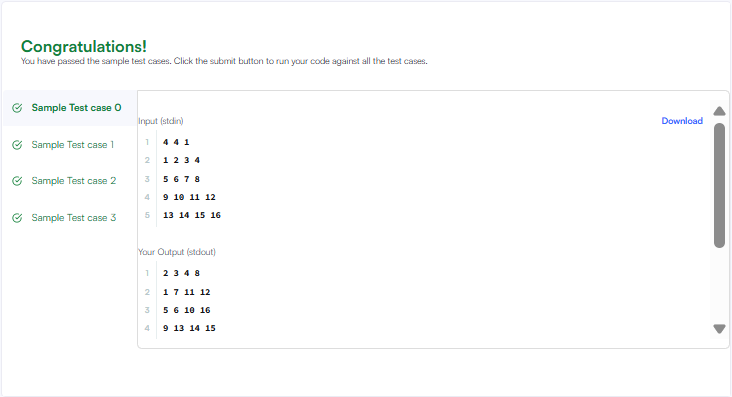 Congratulations!
You have passed the sample test cases. Click the submit button to run your code against all the test cases.
Sample Test case 0
Sample Test case 1
Sample Test case 2
Sample Test case 3
Input (stdin)
Download
1 4 4 1
2 1 2 3 4
3 5 6 7 8
4 9 10 11 12
5 13 14 15 16
Your Output (stdout)
1 2 3 4 8
2 1 7 11 12
3 5 6 10 16
4 9 13 14 15